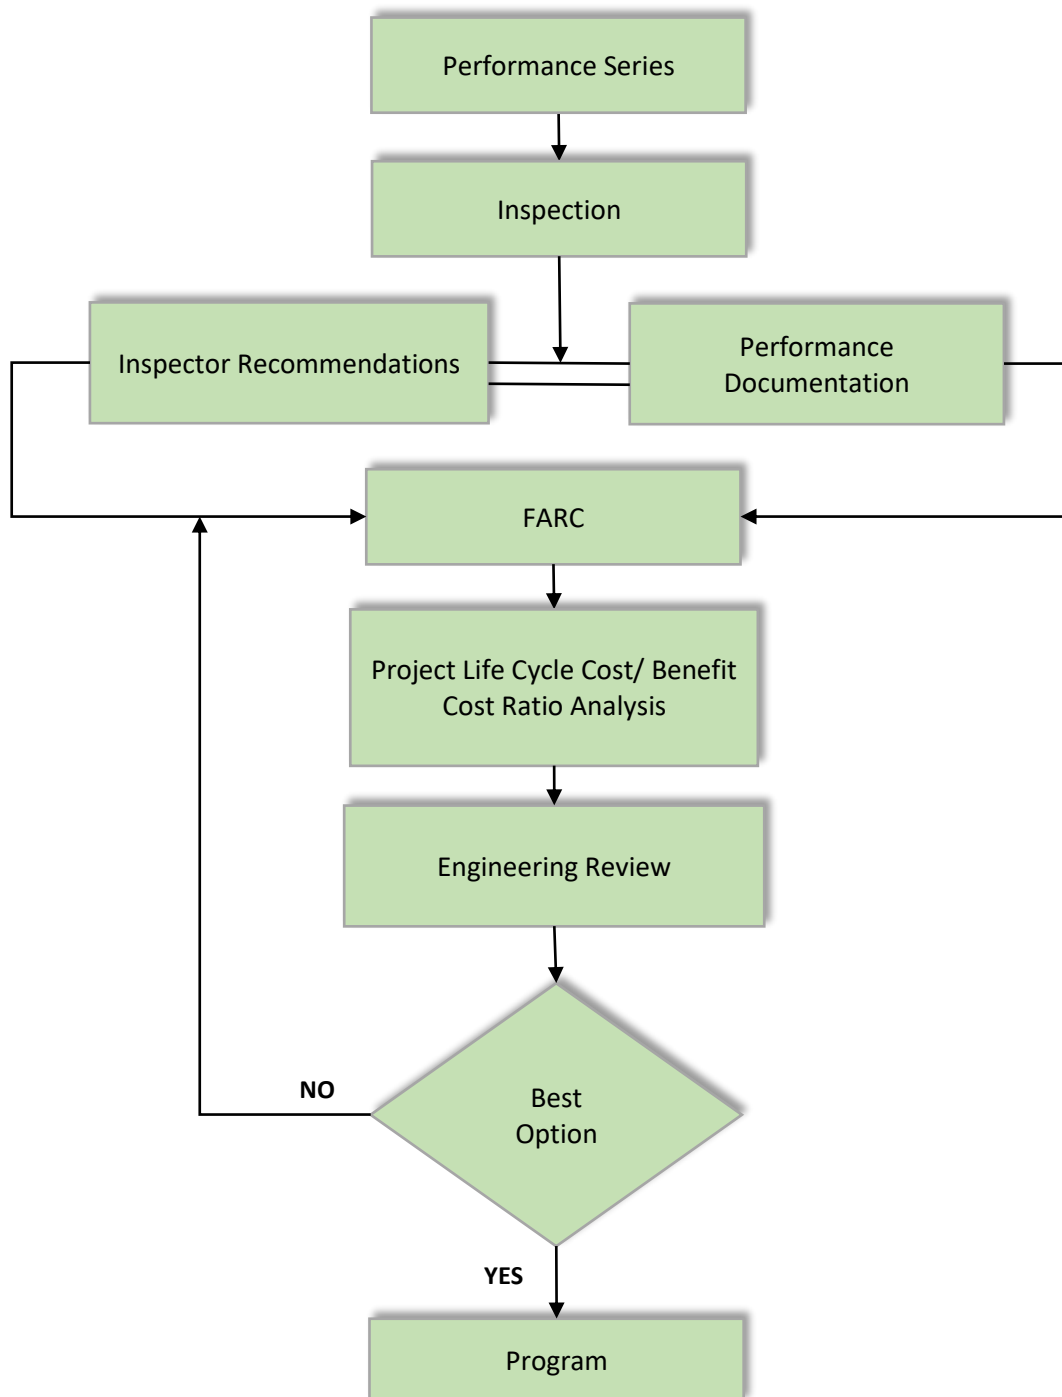 Performance Series
Inspection
Inspector Recommendations
Performance
Documentation
FARC
Project Life Cycle Cost/ Benefit
Cost Ratio Analysis
Engineering Review
NO
Best
Option
YES
Program